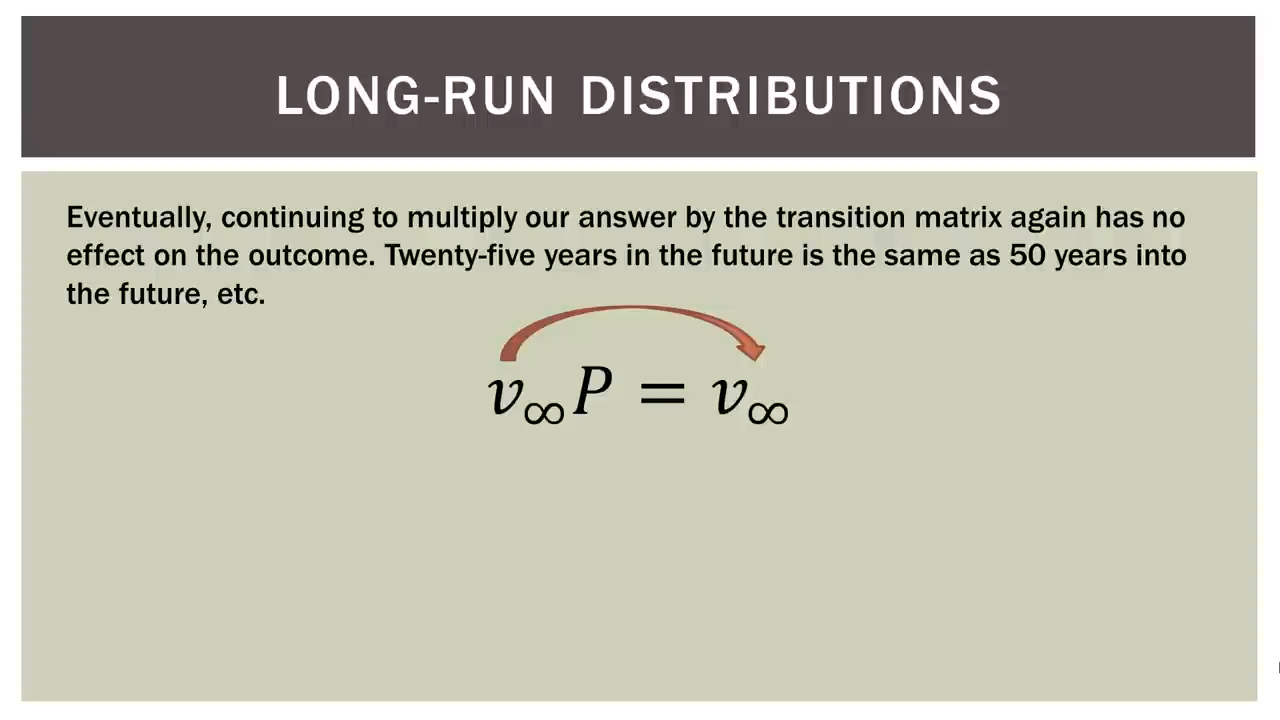 LONG-RUN DISTRIBUTIONS
Eventually, continuing to multiply our answer by the transition matrix again has no
effect on the outcome. Twenty-five years in the future is the same as 50 years into
the future, etc.
v∞P = v∞